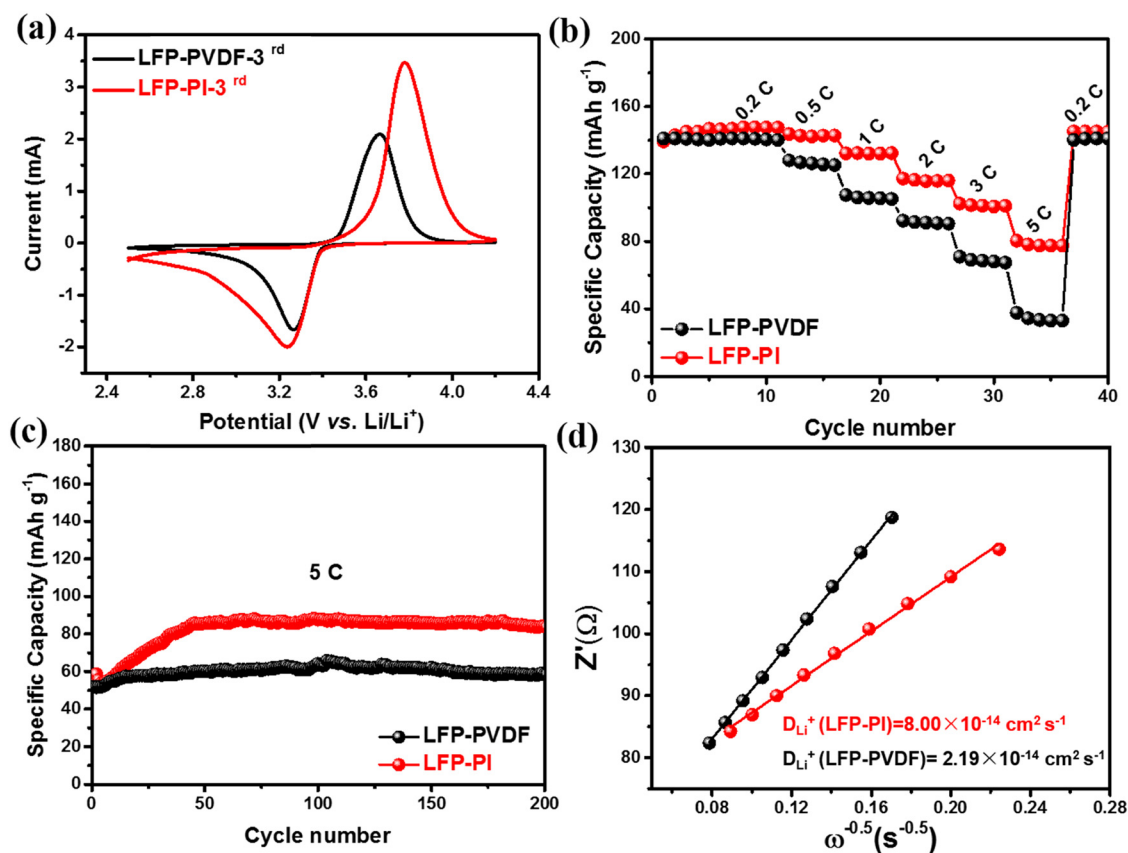 (a)
LFP-PVDF-3 rd
LFP-PI-3 rd
Current (mA)
4
3
2
1
0
-1
-2
2.4 3.0 3.6 4.2 4.4
Potential (V vs. Li/Li⁺)
(b)
Specific Capacity (mAh g⁻¹)
200
160
120
80
40
0
0.2 C
0.5 C
1 C
2 C
3 C
5 C
0.2 C
LFP-PVDF
LFP-PI
0 10 20 30 40
Cycle number
(c)
Specific Capacity (mAh g⁻¹)
180
160
140
120
100
80
60
40
20
0
5 C
LFP-PVDF
LFP-PI
0 50 100 150 200
Cycle number
(d)
Z'(Ω)
130
120
110
100
90
80
D_Li⁺ (LFP-PI)=8.00×10⁻¹⁴ cm² s⁻¹
D_Li⁺ (LFP-PVDF)= 2.19×10⁻¹⁴ cm² s⁻¹
0.08 0.12 0.16 0.20 0.24 0.28
ω⁻⁰·⁵(s⁻⁰·⁵)